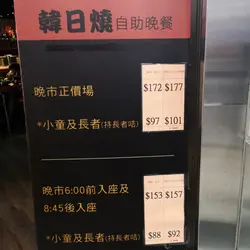 韓日燒自助晚餐
晚市正價場 $172 $177
*小童及長者(持長者咭) $97 $101
晚市6:00前入座及
8:45後入座 $153 $157
*小童及長者(持長者咭) $88 $92